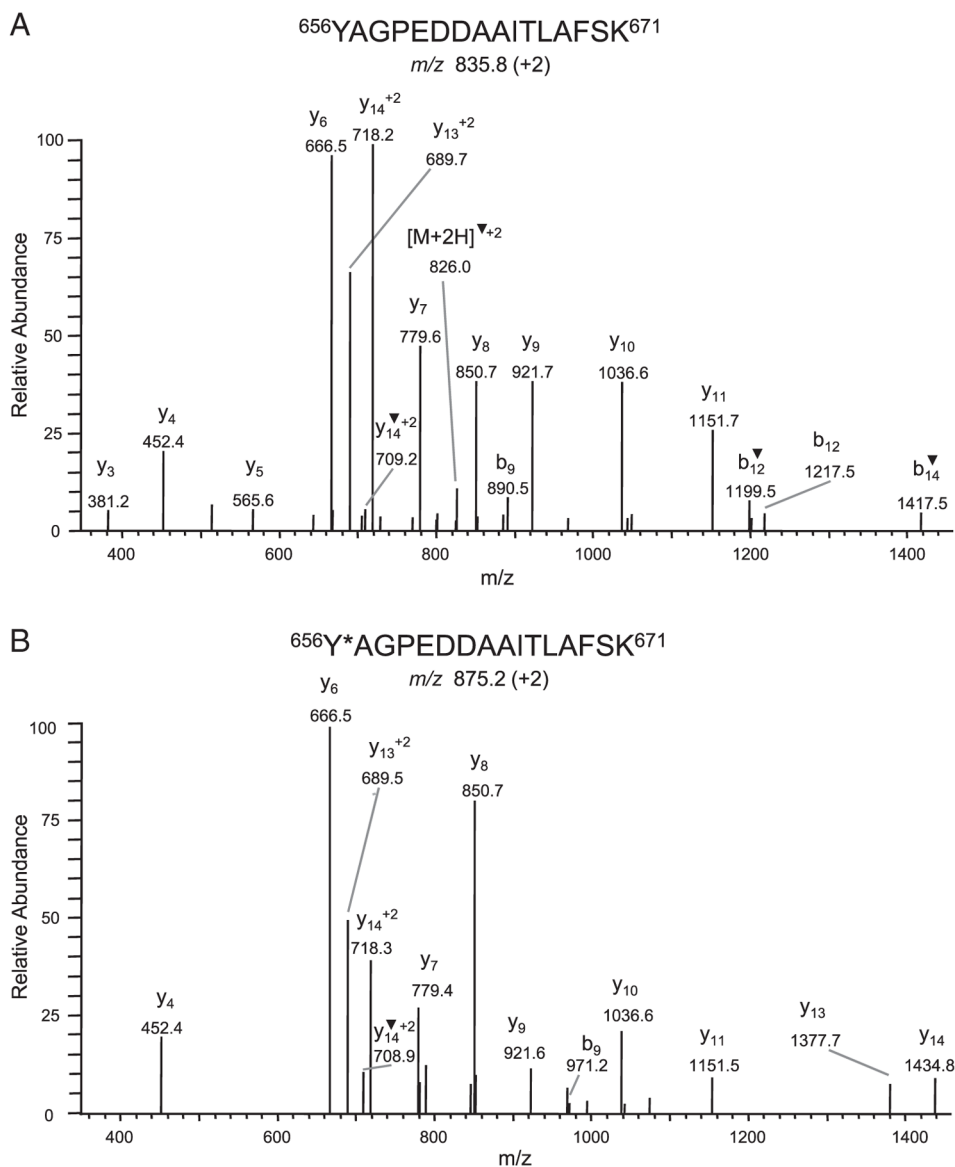 A
⁶⁵⁶YAGPEDDAAITLAFSK⁶⁷¹
m/z 835.8 (+2)
y₆
666.5
y₁₄⁺²
718.2
y₁₃⁺²
689.7
[M+2H]▼⁺²
826.0
y₇
779.6
y₈
850.7
y₉
921.7
y₁₀
1036.6
y₁₁
1151.7
y₄
452.4
y₁₄▼⁺²
709.2
y₃
381.2
y₅
565.6
b₉
890.5
b₁₂▼
1199.5
b₁₂
1217.5
b₁₄▼
1417.5
Relative Abundance
100
75
50
25
0
400 600 800 1000 1200 1400
m/z
B
⁶⁵⁶Y*AGPEDDAAITLAFSK⁶⁷¹
m/z 875.2 (+2)
y₆
666.5
y₁₃⁺²
689.5
y₈
850.7
y₁₄⁺²
718.3
y₇
779.4
y₄
452.4
y₁₄▼⁺²
708.9
y₉
921.6
b₉
971.2
y₁₀
1036.6
y₁₁
1151.5
y₁₃
1377.7
y₁₄
1434.8
Relative Abundance
100
75
50
25
0
400 600 800 1000 1200 1400
m/z